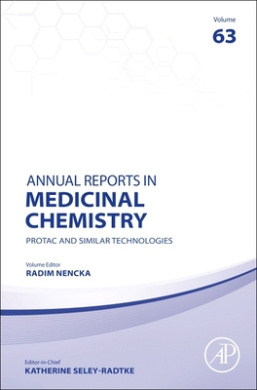 Volume
63
ANNUAL REPORTS IN
MEDICINAL
CHEMISTRY
PROTAC AND SIMILAR TECHNOLOGIES
Volume Editor
RADIM NENCKA
Editor-in-Chief
KATHERINE SELEY-RADTKE
AP